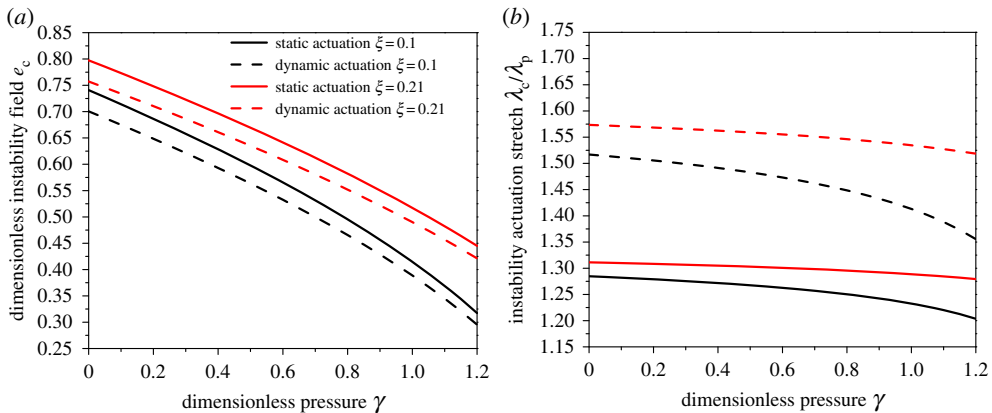 (a)
0.85
0.80
0.75
0.70
0.65
0.60
0.55
0.50
0.45
0.40
0.35
0.30
0.25
dimensionless instability field e_c
static actuation ξ = 0.1
dynamic actuation ξ = 0.1
static actuation ξ = 0.21
dynamic actuation ξ = 0.21
0 0.2 0.4 0.6 0.8 1.0 1.2
dimensionless pressure γ
(b)
1.75
1.70
1.65
1.60
1.55
1.50
1.45
1.40
1.35
1.30
1.25
1.20
1.15
instability actuation stretch λ_c/λ_p
0 0.2 0.4 0.6 0.8 1.0 1.2
dimensionless pressure γ